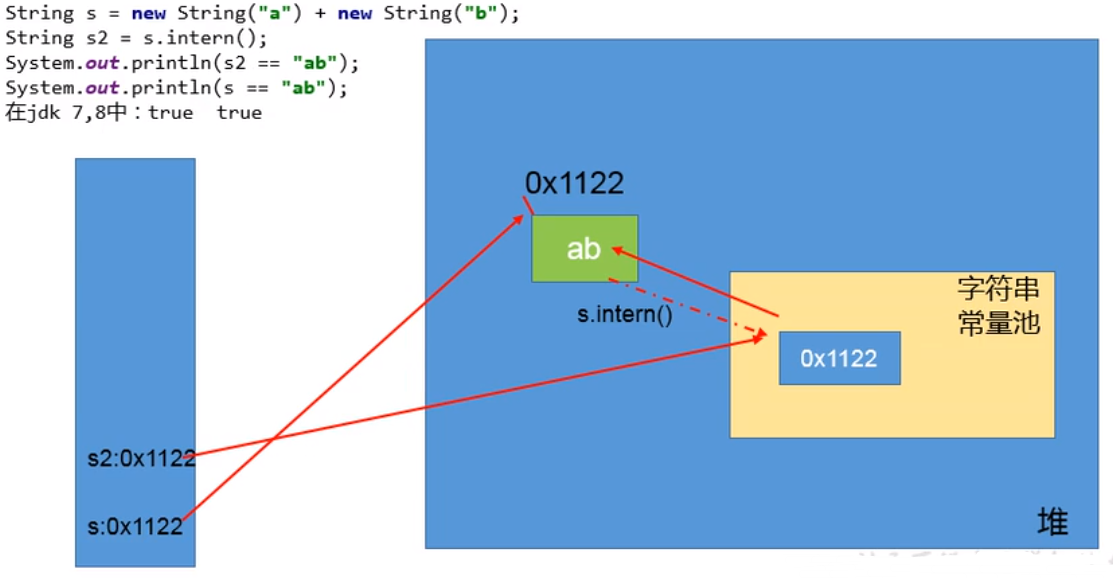 String s = new String("a") + new String("b");
String s2 = s.intern();
System.out.println(s2 == "ab");
System.out.println(s == "ab");
在jdk 7,8中：true  true
0x1122
ab
字符串
常量池
s.intern()
0x1122
s2:0x1122
s:0x1122
堆